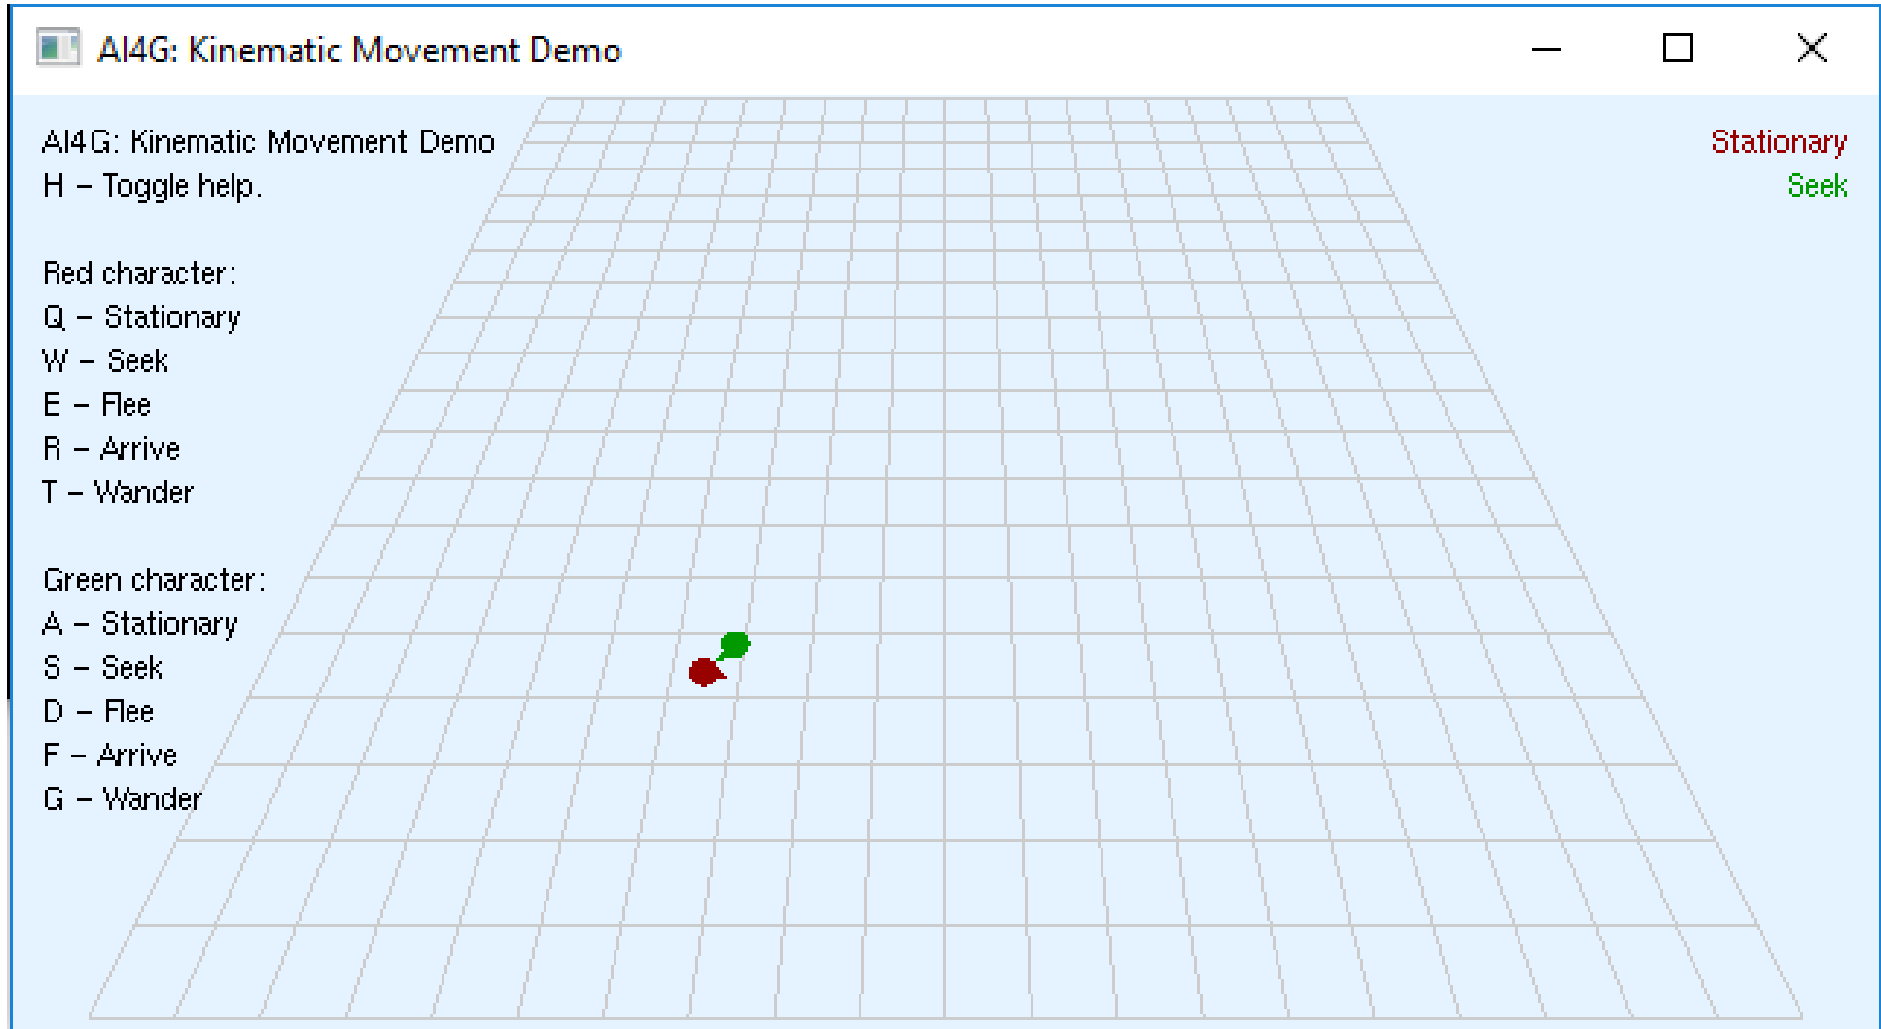 AI4G: Kinematic Movement Demo
AI4G: Kinematic Movement Demo
H - Toggle help.
Stationary
Seek
Red character:
Q - Stationary
W - Seek
E - Flee
R - Arrive
T - Wander
Green character:
A - Stationary
S - Seek
D - Flee
F - Arrive
G - Wander